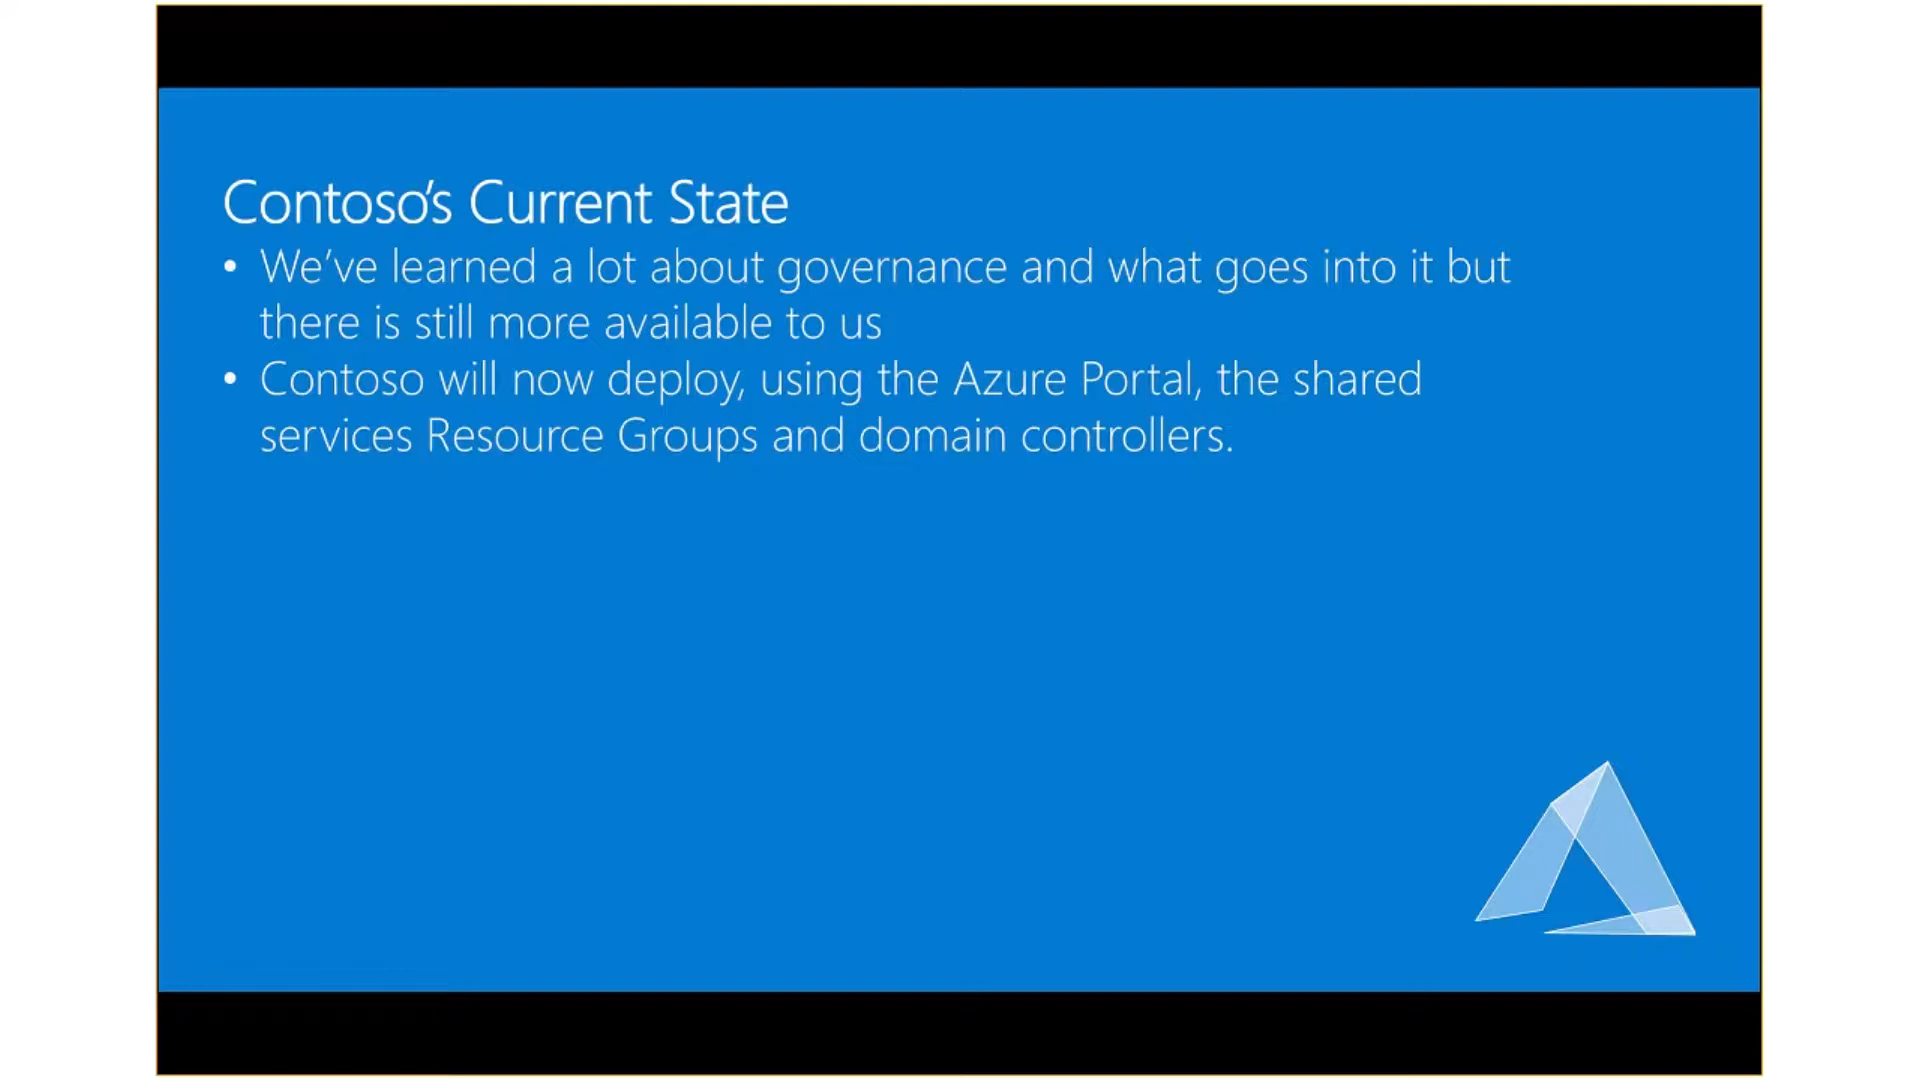 Contoso's Current State
• We've learned a lot about governance and what goes into it but
there is still more available to us
• Contoso will now deploy, using the Azure Portal, the shared
services Resource Groups and domain controllers.